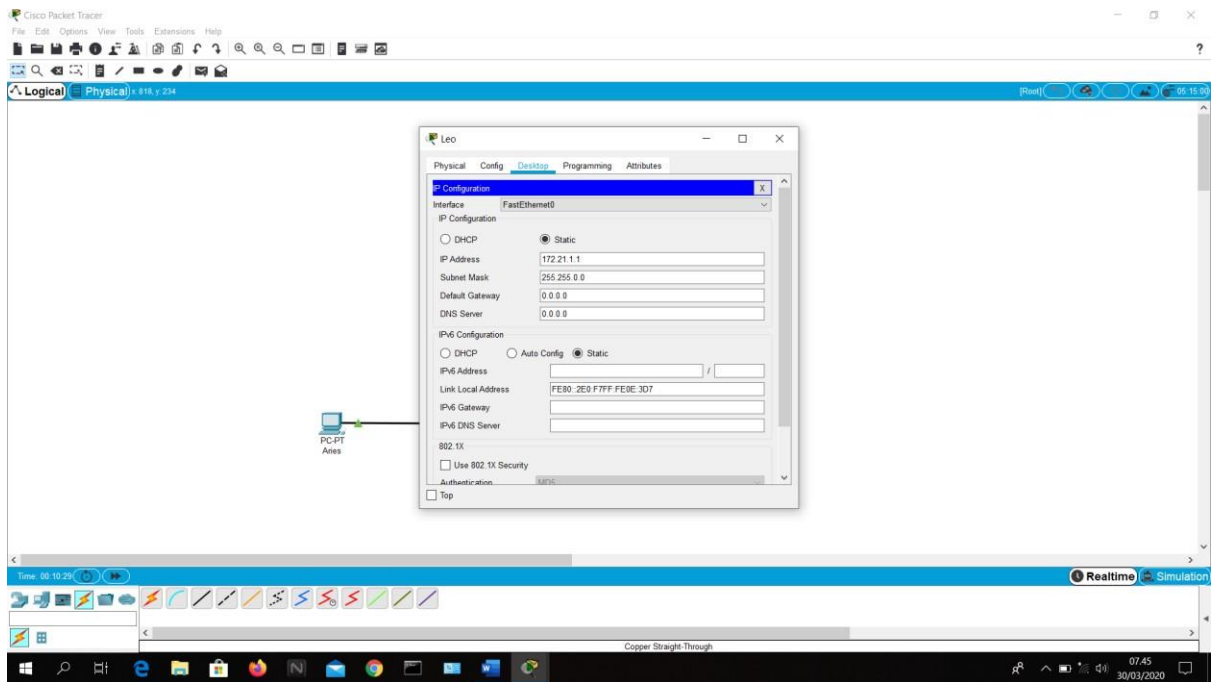 Cisco Packet Tracer
File Edit Options View Tools Extensions Help
?
Logical Physical x: 818, y: 234 [Root] 05:15:00
Leo
Physical Config Desktop Programming Attributes
IP Configuration X
Interface FastEthernet0
IP Configuration
DHCP Static
IP Address 172.21.1.1
Subnet Mask 255.255.0.0
Default Gateway 0.0.0.0
DNS Server 0.0.0.0
IPv6 Configuration
DHCP Auto Config Static
IPv6 Address /
Link Local Address FE80::2E0:F7FF:FE0E:3D7
IPv6 Gateway
IPv6 DNS Server
802.1X
Use 802.1X Security
Authentication MD5
Top
PC-PT
Aries
Time: 00:10:29 Realtime Simulation
Copper Straight-Through
07.45
30/03/2020